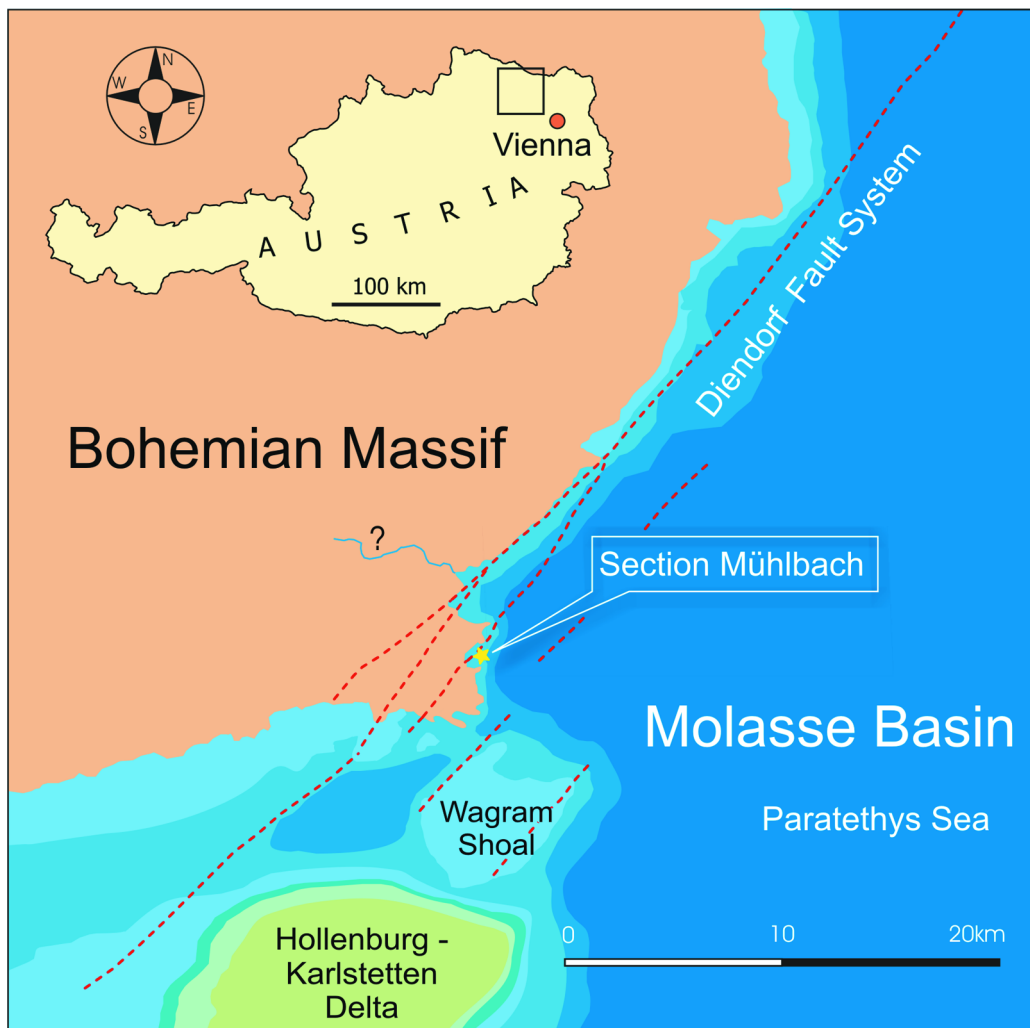 N
W
E
S
Vienna
AUSTRIA
100 km
Diendorf Fault System
Bohemian Massif
?
Section Mühlbach
Molasse Basin
Wagram
Shoal
Paratethys Sea
Hollenburg -
Karlstetten
Delta
0 10 20km